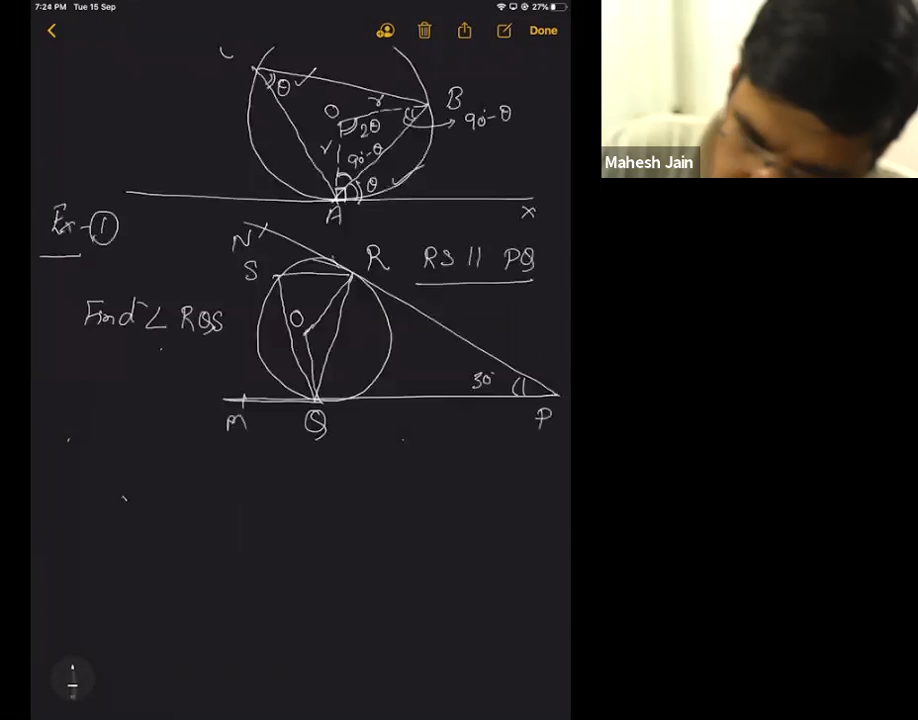 7:24 PM Tue 15 Sep
27%
Done
θ
r
B
O
2θ
90-θ
r
90-θ
θ
A
x
Ex-①
N
R
RS || PQ
S
Find ∠ RQS
O
30°
M
Q
P
Mahesh Jain